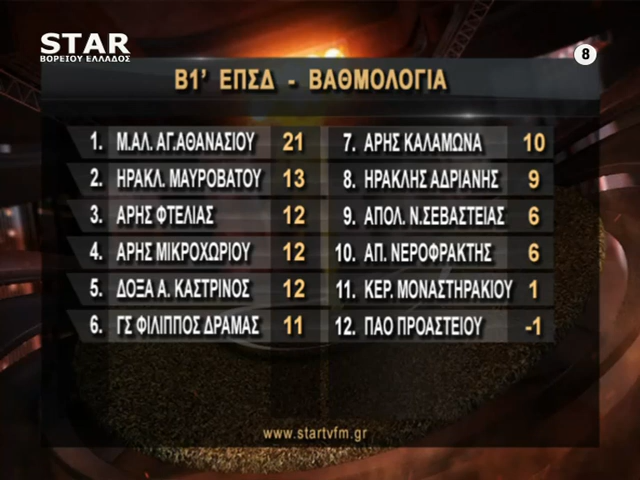 STAR
ΒΟΡΕΙΟΥ ΕΛΛΑΔΟΣ
8
Β1' ΕΠΣΔ - ΒΑΘΜΟΛΟΓΙΑ
1. Μ.ΑΛ. ΑΓ.ΑΘΑΝΑΣΙΟΥ 21
2. ΗΡΑΚΛ. ΜΑΥΡΟΒΑΤΟΥ 13
3. ΑΡΗΣ ΦΤΕΛΙΑΣ 12
4. ΑΡΗΣ ΜΙΚΡΟΧΩΡΙΟΥ 12
5. ΔΟΞΑ Α. ΚΑΣΤΡΙΝΟΣ 12
6. ΓΣ ΦΙΛΙΠΠΟΣ ΔΡΑΜΑΣ 11
7. ΑΡΗΣ ΚΑΛΑΜΩΝΑ 10
8. ΗΡΑΚΛΗΣ ΑΔΡΙΑΝΗΣ 9
9. ΑΠΟΛ. Ν.ΣΕΒΑΣΤΕΙΑΣ 6
10. ΑΠ. ΝΕΡΟΦΡΑΚΤΗΣ 6
11. ΚΕΡ. ΜΟΝΑΣΤΗΡΑΚΙΟΥ 1
12. ΠΑΟ ΠΡΟΑΣΤΕΙΟΥ -1
www.startvfm.gr